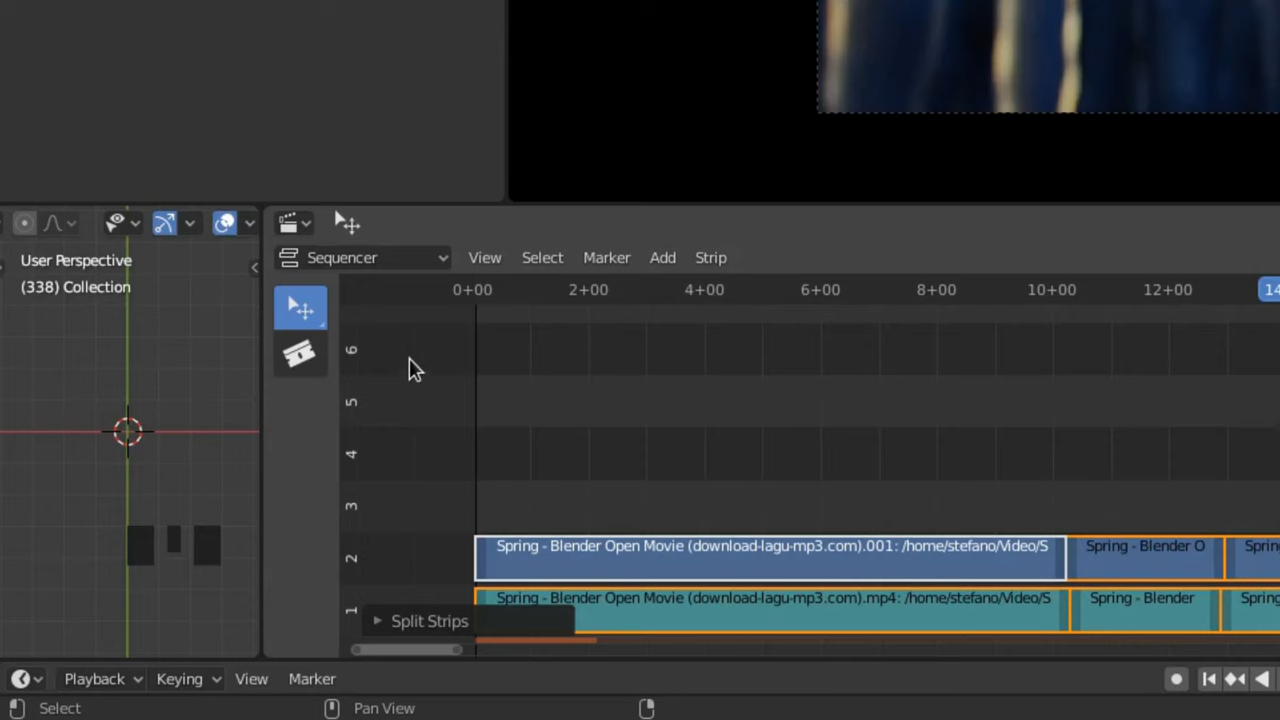 User Perspective
(338) Collection
Sequencer View Select Marker Add Strip
0+00 2+00 4+00 6+00 8+00 10+00 12+00 14
6
5
4
3
2
1
Spring - Blender Open Movie (download-lagu-mp3.com).001: /home/stefano/Video/S
Spring - Blender O
Sprin
Spring - Blender Open Movie (download-lagu-mp3.com).mp4: /home/stefano/Video/S
Spring - Blender
Spring
Split Strips
Playback Keying View Marker
Select Pan View